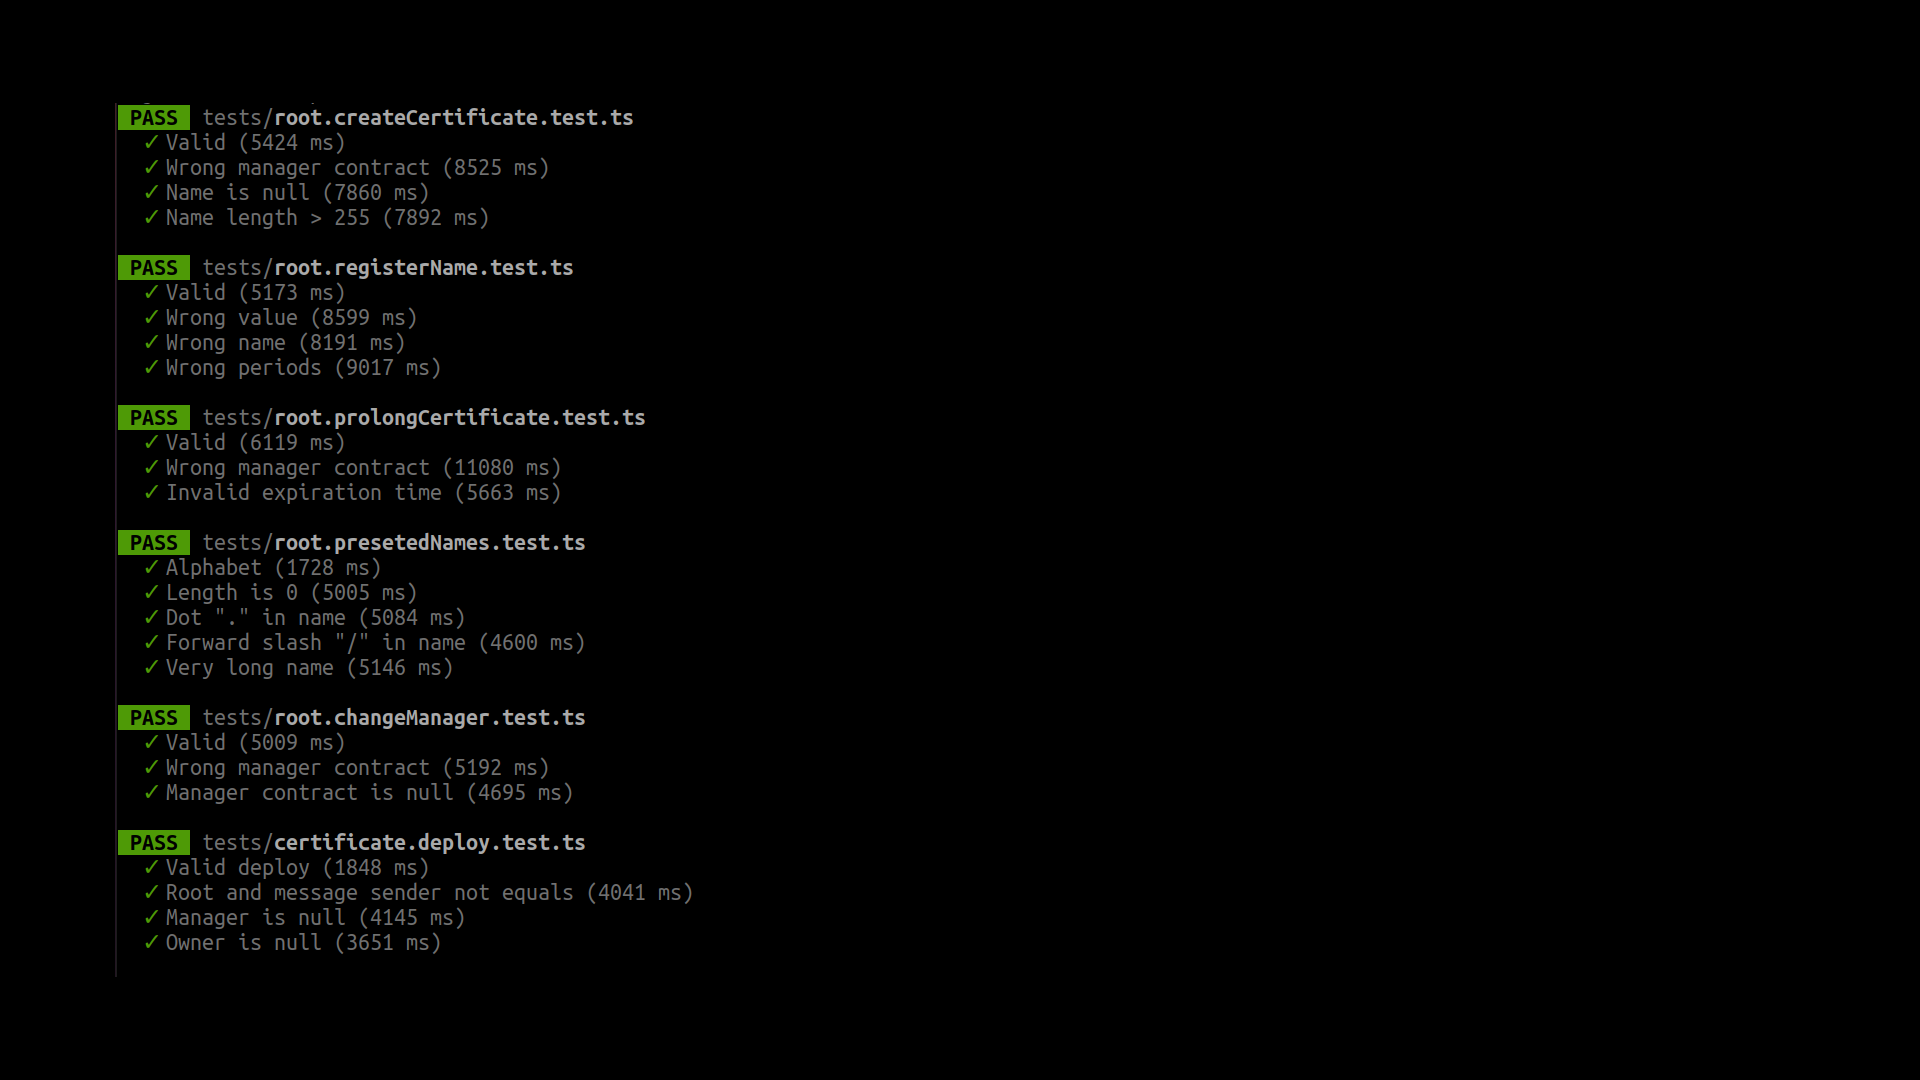 PASS tests/root.createCertificate.test.ts
✓ Valid (5424 ms)
✓ Wrong manager contract (8525 ms)
✓ Name is null (7860 ms)
✓ Name length > 255 (7892 ms)
PASS tests/root.registerName.test.ts
✓ Valid (5173 ms)
✓ Wrong value (8599 ms)
✓ Wrong name (8191 ms)
✓ Wrong periods (9017 ms)
PASS tests/root.prolongCertificate.test.ts
✓ Valid (6119 ms)
✓ Wrong manager contract (11080 ms)
✓ Invalid expiration time (5663 ms)
PASS tests/root.presetedNames.test.ts
✓ Alphabet (1728 ms)
✓ Length is 0 (5005 ms)
✓ Dot "." in name (5084 ms)
✓ Forward slash "/" in name (4600 ms)
✓ Very long name (5146 ms)
PASS tests/root.changeManager.test.ts
✓ Valid (5009 ms)
✓ Wrong manager contract (5192 ms)
✓ Manager contract is null (4695 ms)
PASS tests/certificate.deploy.test.ts
✓ Valid deploy (1848 ms)
✓ Root and message sender not equals (4041 ms)
✓ Manager is null (4145 ms)
✓ Owner is null (3651 ms)